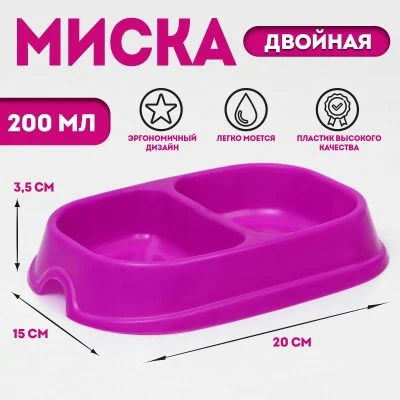 МИСКА
ДВОЙНАЯ
200 МЛ
ЭРГОНОМИЧНЫЙ
ДИЗАЙН
ЛЕГКО МОЕТСЯ
ПЛАСТИК ВЫСОКОГО
КАЧЕСТВА
3,5 СМ
15 СМ
20 СМ